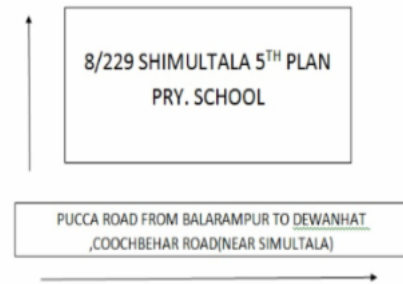 8/229 SHIMULTALA 5TH PLAN
PRY. SCHOOL
PUCCA ROAD FROM BALARAMPUR TO DEWANHAT
,COOCHBEHAR ROAD(NEAR SIMULTALA)